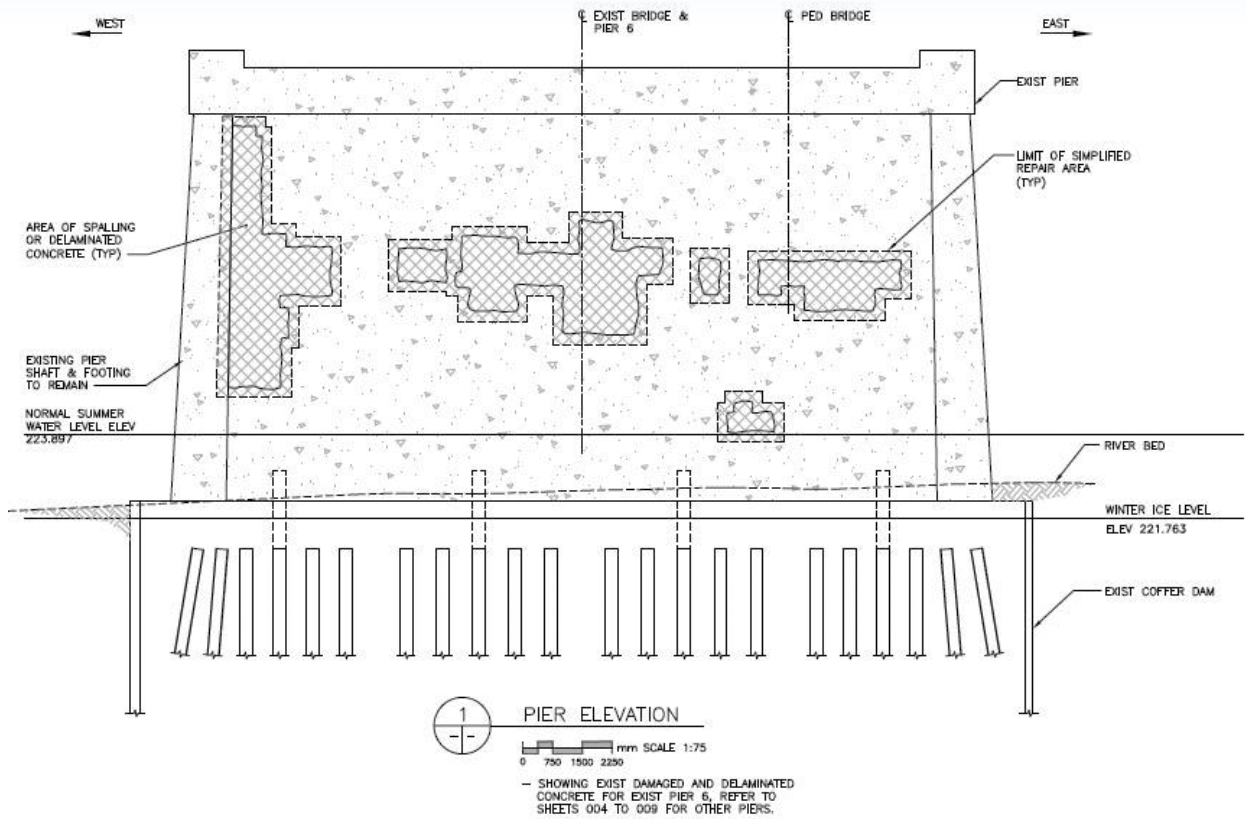 WEST
℄ EXIST BRIDGE &
PIER 6
℄ PED BRIDGE
EAST
EXIST PIER
LIMIT OF SIMPLIFIED
REPAIR AREA
(TYP)
AREA OF SPALLING
OR DELAMINATED
CONCRETE (TYP)
EXISTING PIER
SHAFT & FOOTING
TO REMAIN
NORMAL SUMMER
WATER LEVEL ELEV
223.897
RIVER BED
WINTER ICE LEVEL
ELEV 221.763
EXIST COFFER DAM
1
PIER ELEVATION
mm SCALE 1:75
0 750 1500 2250
– SHOWING EXIST DAMAGED AND DELAMINATED
CONCRETE FOR EXIST PIER 6, REFER TO
SHEETS 004 TO 009 FOR OTHER PIERS.